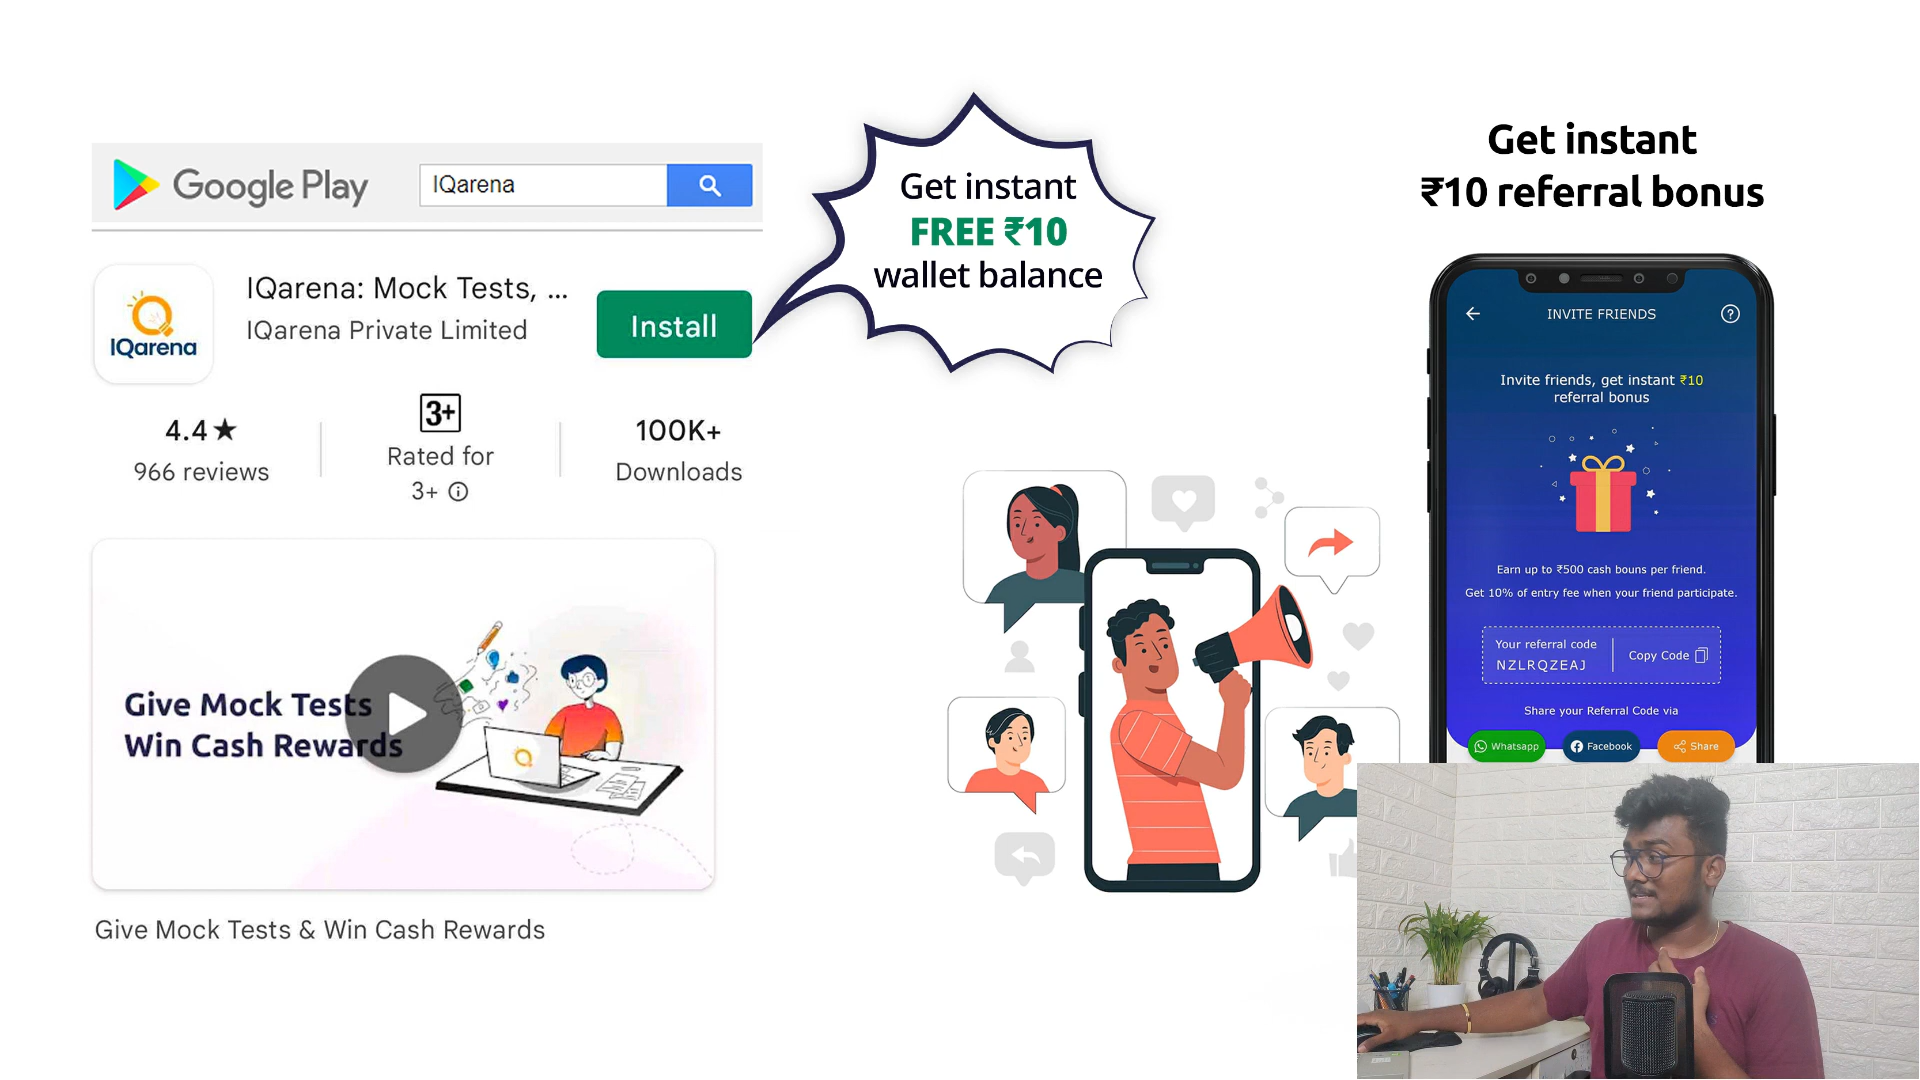 Google Play
IQarena
IQarena: Mock Tests, ...
IQarena Private Limited
IQarena
Install
4.4★
966 reviews
3+
Rated for
3+
100K+
Downloads
Give Mock Tests
Win Cash Rewards
Give Mock Tests & Win Cash Rewards
Get instant
FREE ₹10
wallet balance
Get instant
₹10 referral bonus
INVITE FRIENDS
?
Invite friends, get instant ₹10
referral bonus
Earn up to ₹500 cash bouns per friend.
Get 10% of entry fee when your friend participate.
Your referral code
NZLRQZEAJ
Copy Code
Share your Referral Code via
Whatsapp
Facebook
Share